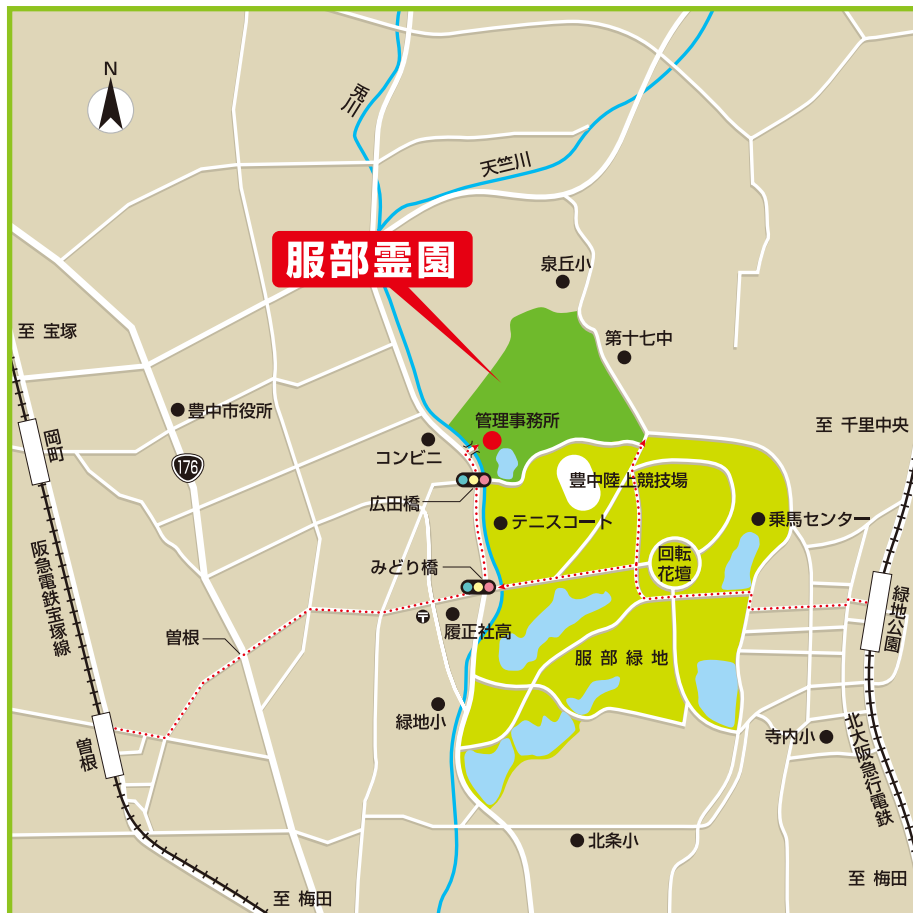 N
兎川
天竺川
服部霊園
泉丘小
至 宝塚
第十七中
豊中市役所
岡町
管理事務所
至 千里中央
コンビニ
176
豊中陸上競技場
広田橋
テニスコート
乗馬センター
阪急電鉄宝塚線
みどり橋
回転
花壇
緑地公園
〒
履正社高
曽根
服部緑地
緑地小
曽根
寺内小
北大阪急行電鉄
北条小
至 梅田
至 梅田